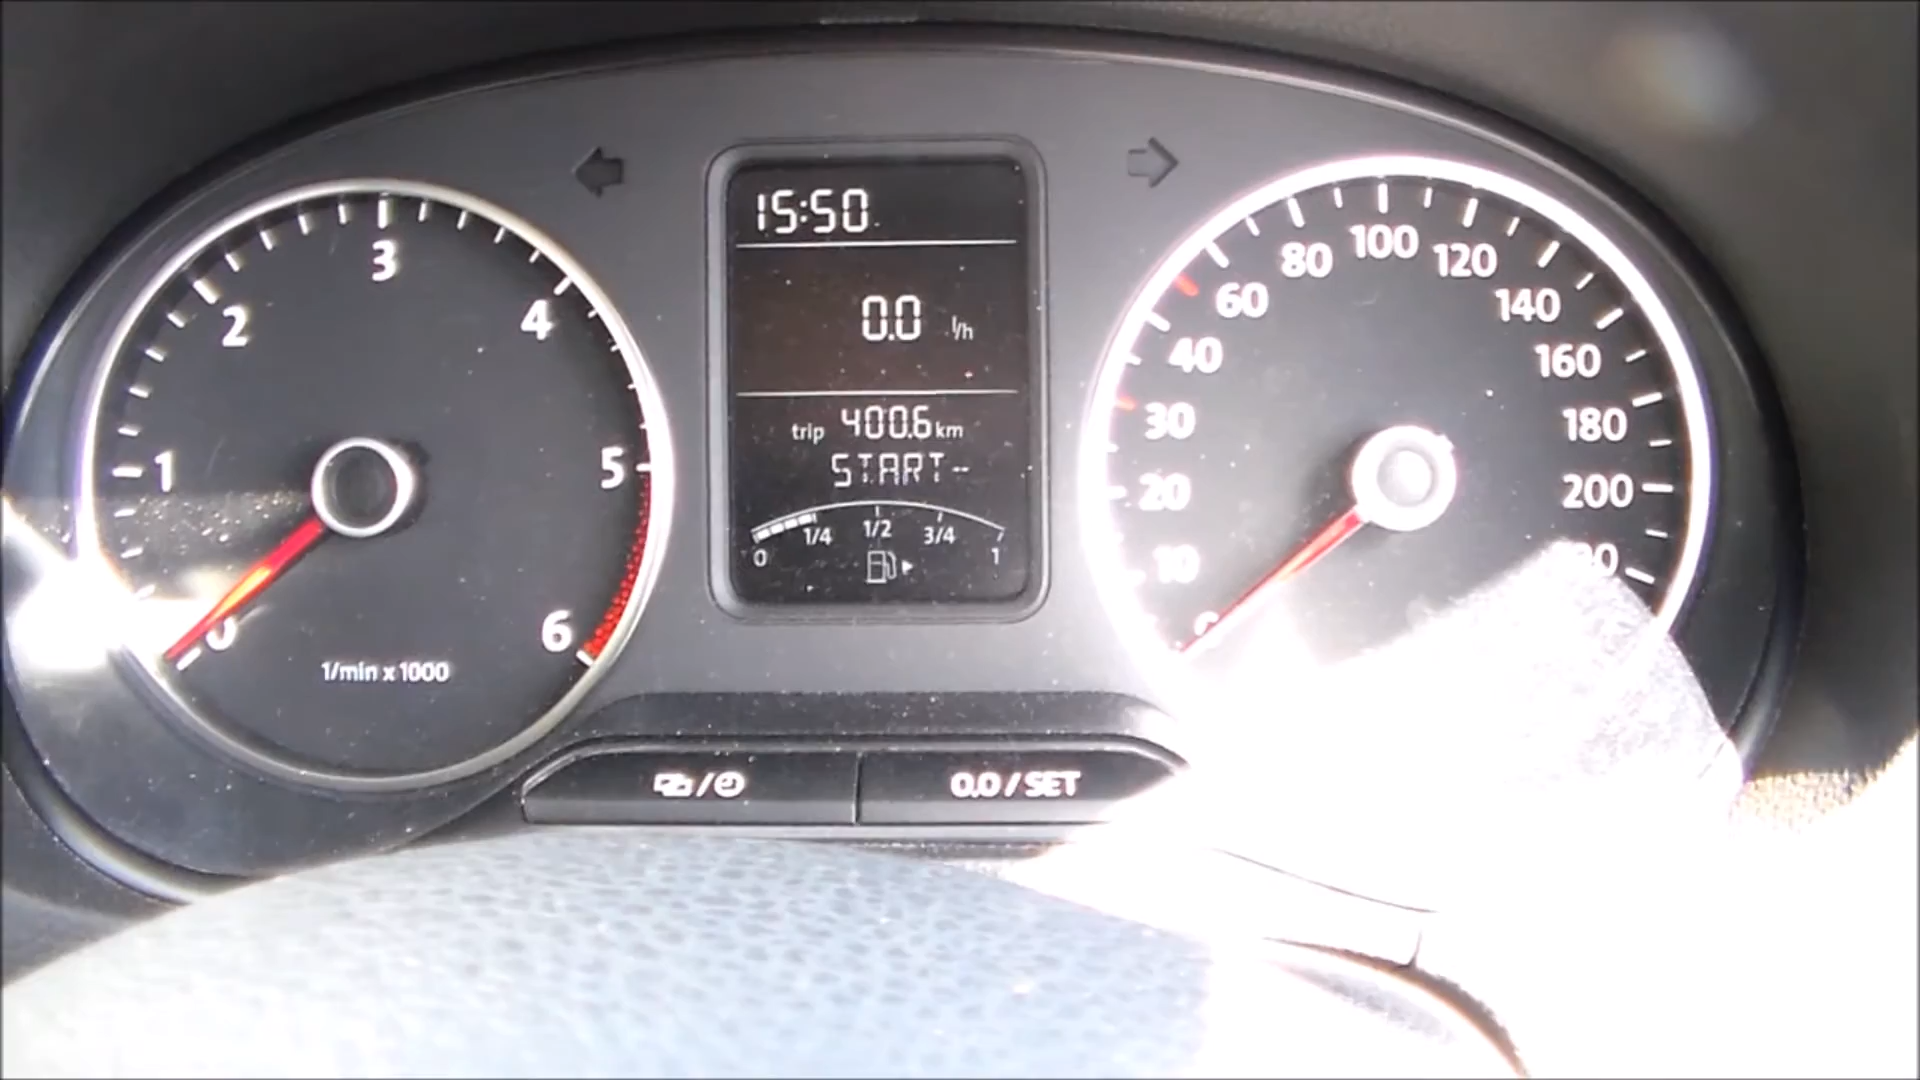 15:50
0.0 l/h
trip 400.6 km
START--
0 1/4 1/2 3/4 1
0 1 2 3 4 5 6
1/min x 1000
10 20 30 40 60 80 100 120 140 160 180 200
0.0 / SET